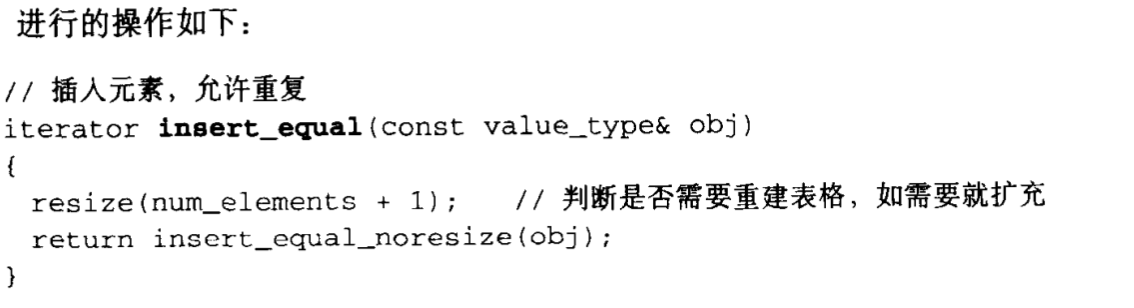 进行的操作如下：
// 插入元素，允许重复
iterator insert_equal(const value_type& obj)
{
  resize(num_elements + 1);   // 判断是否需要重建表格，如需要就扩充
  return insert_equal_noresize(obj);
}